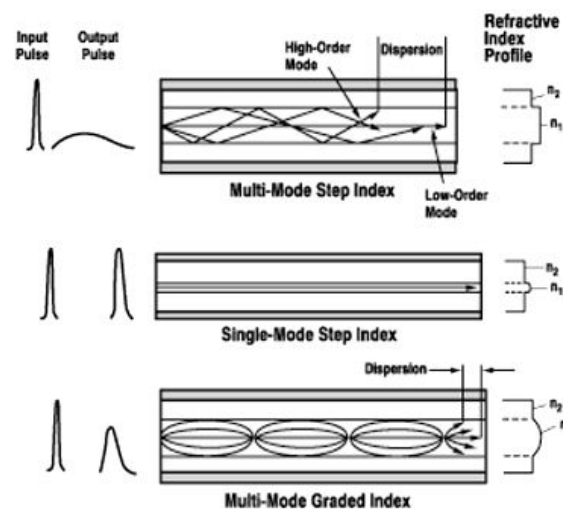 Input
Pulse
Output
Pulse
High-Order
Mode
Dispersion
Refractive
Index
Profile
n2
n1
Low-Order
Mode
Multi-Mode Step Index
n2
n1
Single-Mode Step Index
Dispersion
n2
Multi-Mode Graded Index